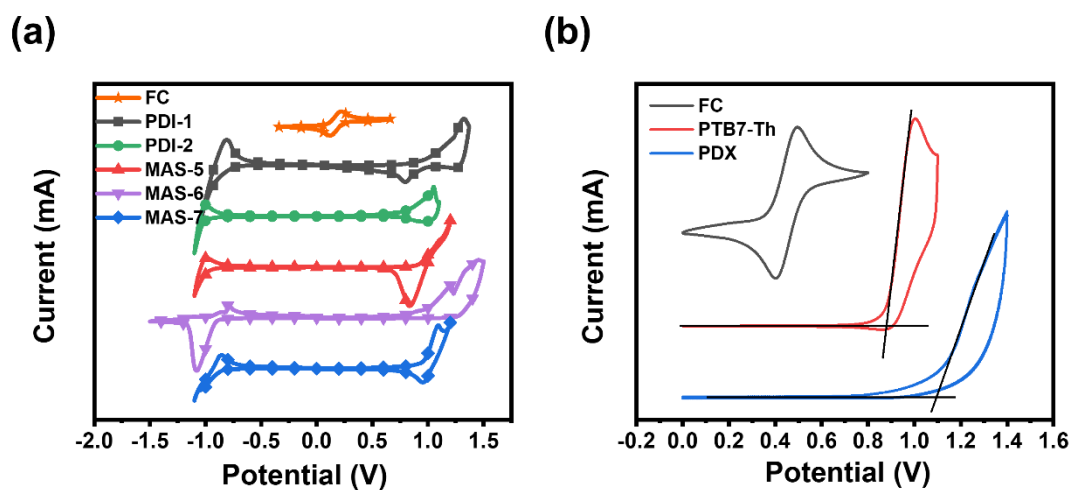 (a)
FC
PDI-1
PDI-2
MAS-5
MAS-6
MAS-7
Current (mA)
-2.0 -1.5 -1.0 -0.5 0.0 0.5 1.0 1.5
Potential (V)
(b)
FC
PTB7-Th
PDX
Current (mA)
-0.2 0.0 0.2 0.4 0.6 0.8 1.0 1.2 1.4 1.6
Potential (V)